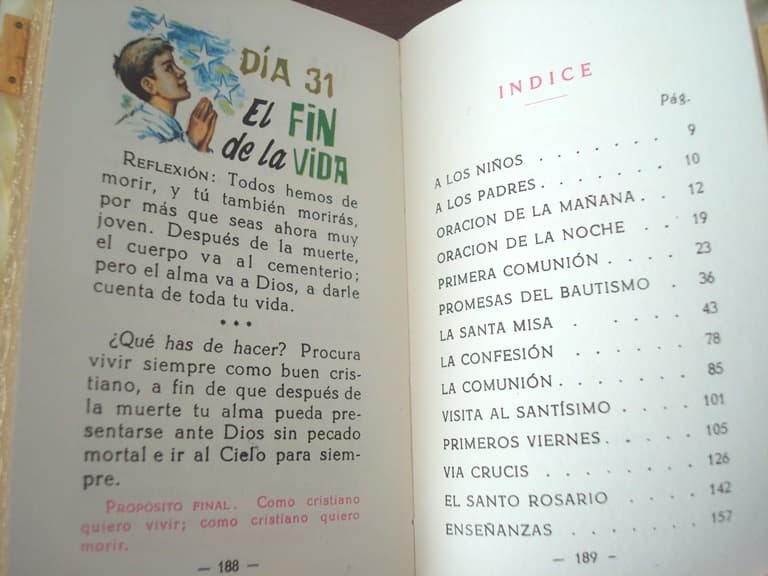 DÍA 31
El FiN
de la ViDA
REFLEXIÓN: Todos hemos de
morir, y tú también morirás,
por más que seas ahora muy
joven. Después de la muerte,
el cuerpo va al cementerio;
pero el alma va a Dios, a darle
cuenta de toda tu vida.
• • •
¿Qué has de hacer? Procura
vivir siempre como buen cris-
tiano, a fin de que después de
la muerte tu alma pueda pre-
sentarse ante Dios sin pecado
mortal e ir al Cielo para siem-
pre.
PROPÓSITO FINAL. Como cristiano
quiero vivir; como cristiano quiero
morir.
— 188 —
INDICE
Pág.
A LOS NIÑOS . . . . . . . 9
A LOS PADRES . . . . . . . 10
ORACION DE LA MAÑANA . . 12
ORACION DE LA NOCHE . . . 19
PRIMERA COMUNIÓN . . . . . 23
PROMESAS DEL BAUTISMO . . 36
LA SANTA MISA . . . . . . 43
LA CONFESIÓN . . . . . . 78
LA COMUNIÓN . . . . . . . 85
VISITA AL SANTÍSIMO . . . . 101
PRIMEROS VIERNES . . . . . 105
VIA CRUCIS . . . . . . . 126
EL SANTO ROSARIO . . . . 142
ENSEÑANZAS . . . . . . . 157
— 189 —